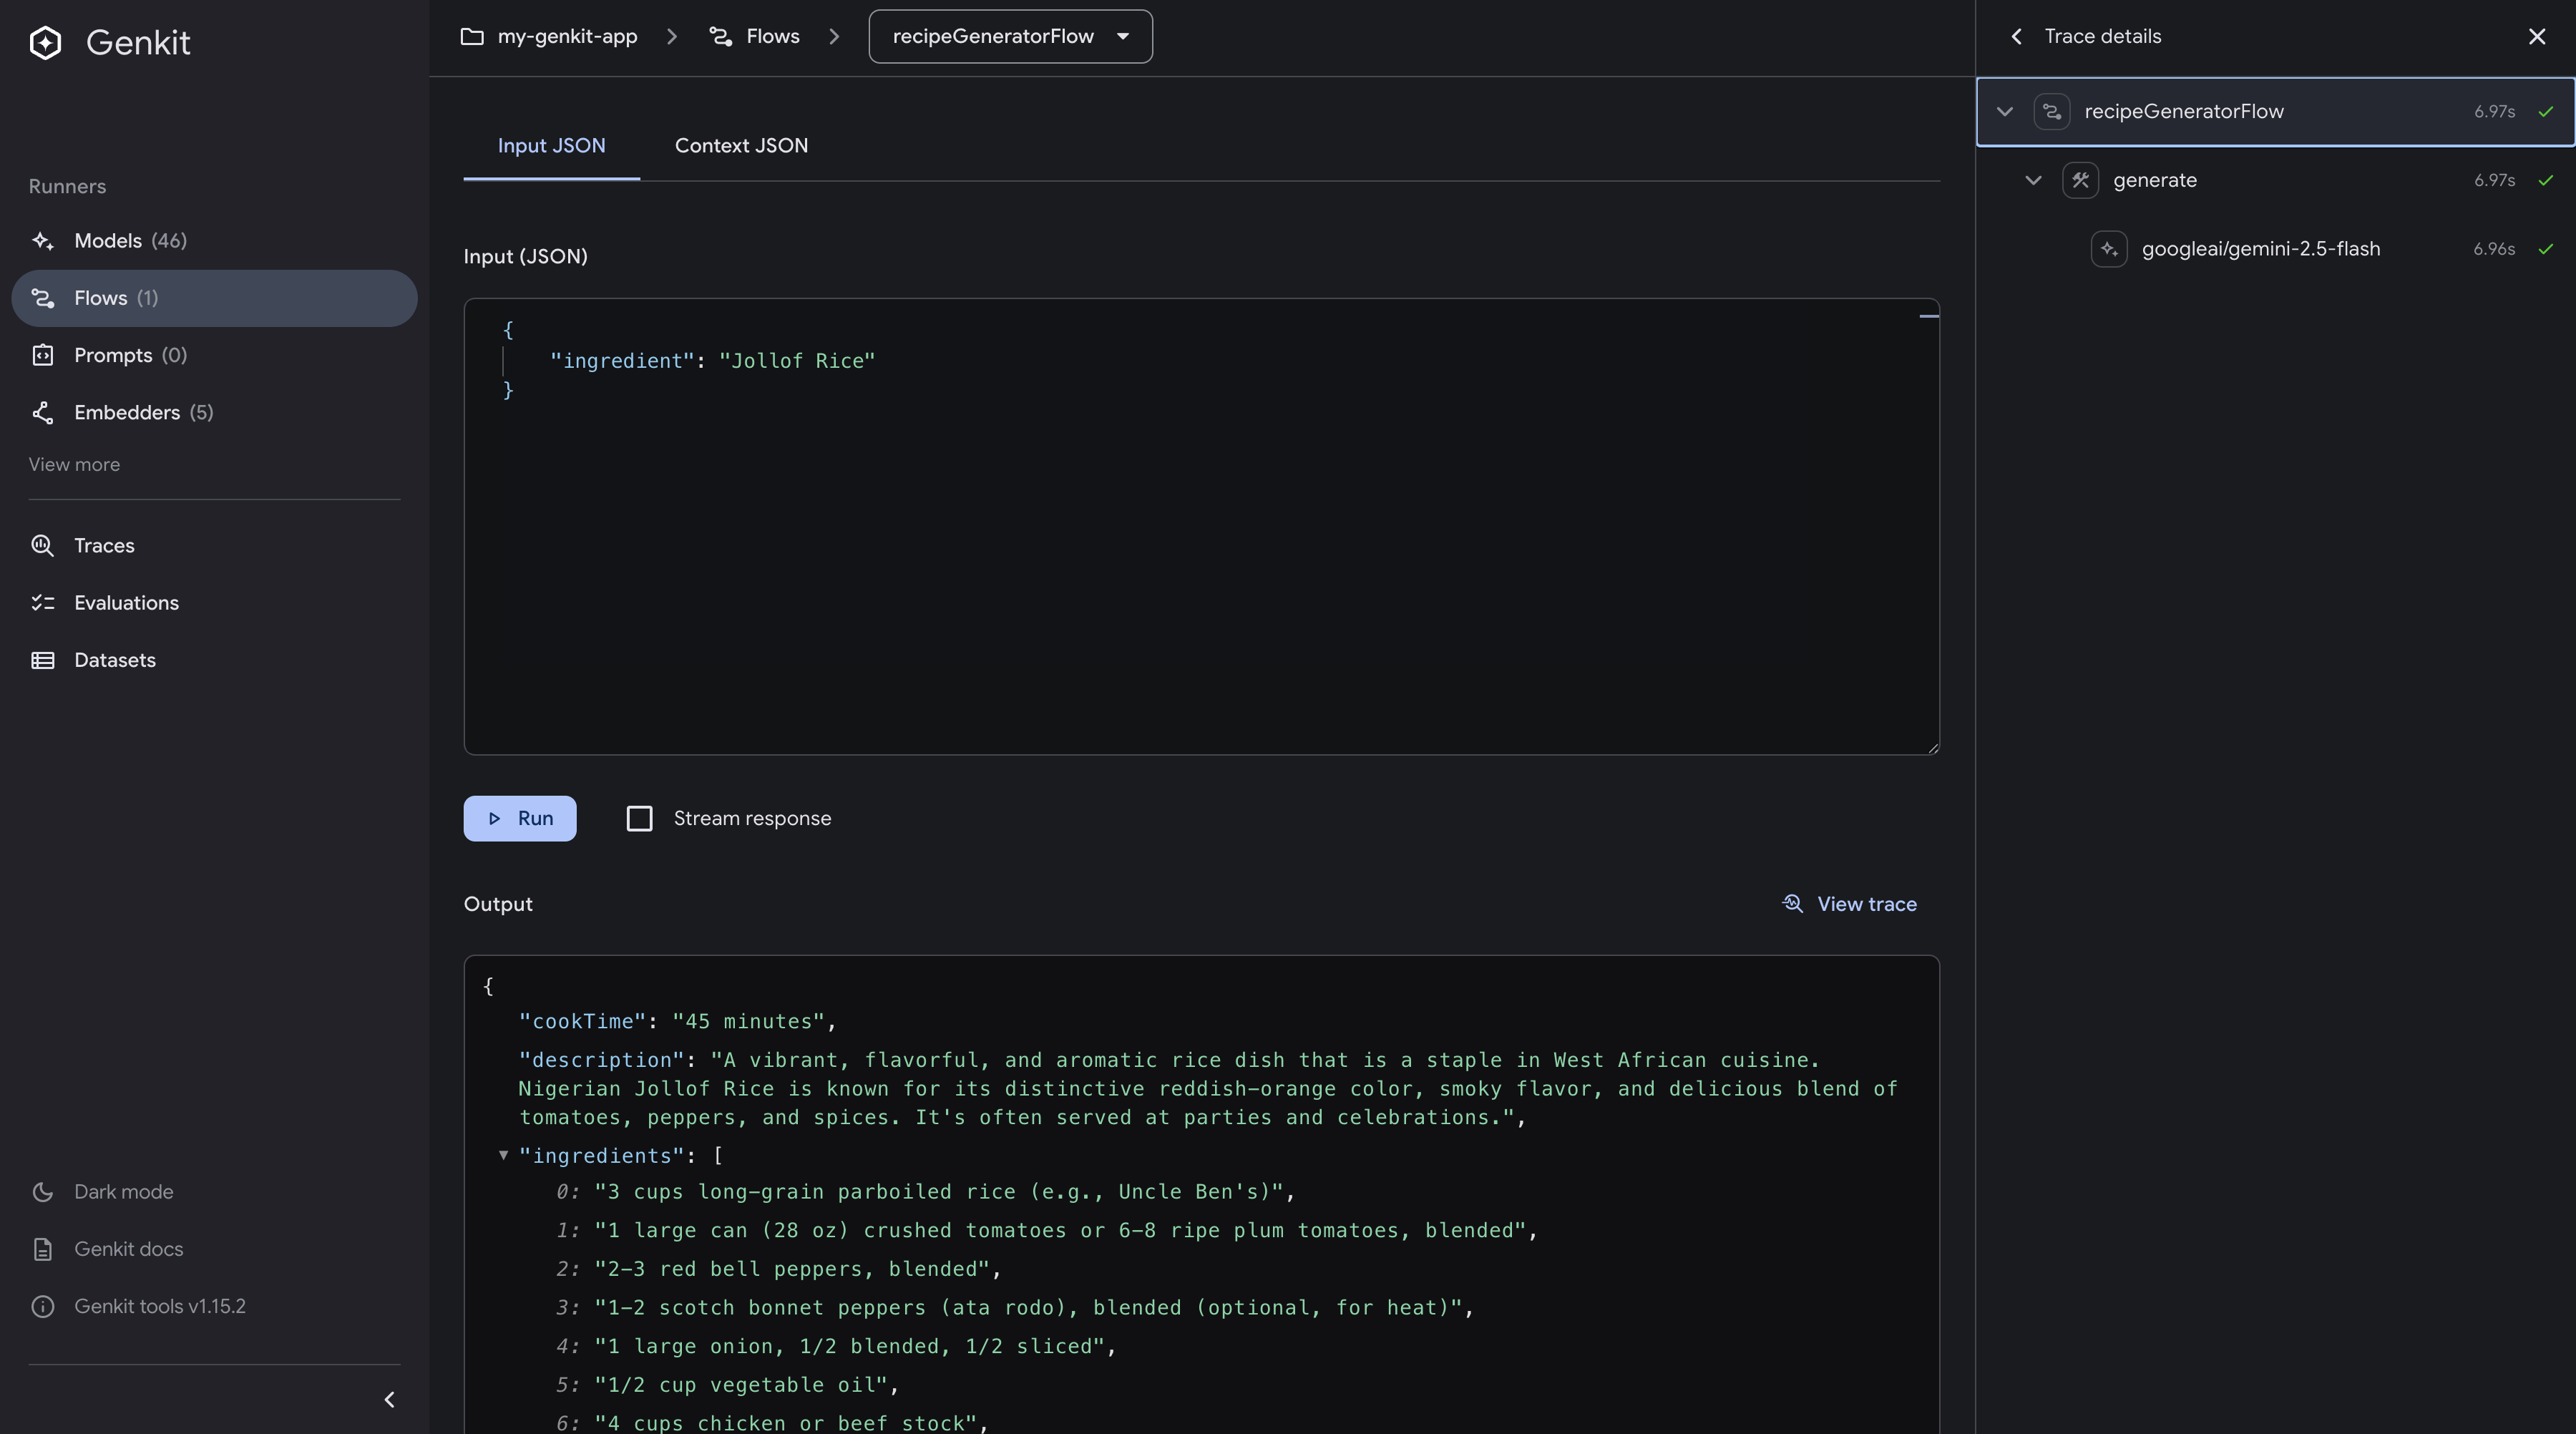 Genkit
Runners
Models (46)
Flows (1)
Prompts (0)
Embedders (5)
View more
Traces
Evaluations
Datasets
Dark mode
Genkit docs
Genkit tools v1.15.2
my-genkit-app
Flows
recipeGeneratorFlow
Input JSON
Context JSON
Input (JSON)
{
"ingredient": "Jollof Rice"
}
Run
Stream response
Output
View trace
{
"cookTime": "45 minutes",
"description": "A vibrant, flavorful, and aromatic rice dish that is a staple in West African cuisine.
Nigerian Jollof Rice is known for its distinctive reddish-orange color, smoky flavor, and delicious blend of
tomatoes, peppers, and spices. It's often served at parties and celebrations.",
"ingredients": [
0: "3 cups long-grain parboiled rice (e.g., Uncle Ben's)",
1: "1 large can (28 oz) crushed tomatoes or 6-8 ripe plum tomatoes, blended",
2: "2-3 red bell peppers, blended",
3: "1-2 scotch bonnet peppers (ata rodo), blended (optional, for heat)",
4: "1 large onion, 1/2 blended, 1/2 sliced",
5: "1/2 cup vegetable oil",
6: "4 cups chicken or beef stock",
Trace details
recipeGeneratorFlow 6.97s
generate 6.97s
googleai/gemini-2.5-flash 6.96s